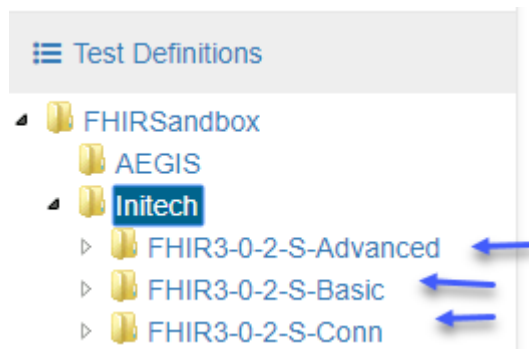 Test Definitions
FHIRSandbox
AEGIS
Initech
FHIR3-0-2-S-Advanced
FHIR3-0-2-S-Basic
FHIR3-0-2-S-Conn